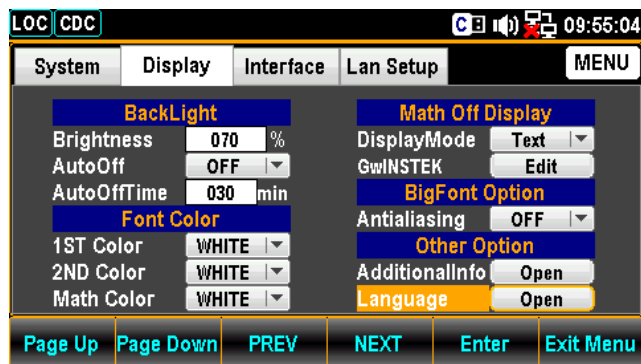 LOC CDC C 09:55:04
System Display Interface Lan Setup MENU
BackLight
Brightness 070 %
AutoOff OFF
AutoOffTime 030 min
Font Color
1ST Color WHITE
2ND Color WHITE
Math Color WHITE
Math Off Display
DisplayMode Text
GWINSTEK Edit
BigFont Option
Antialiasing OFF
Other Option
AdditionalInfo Open
Language Open
Page Up Page Down PREV NEXT Enter Exit Menu